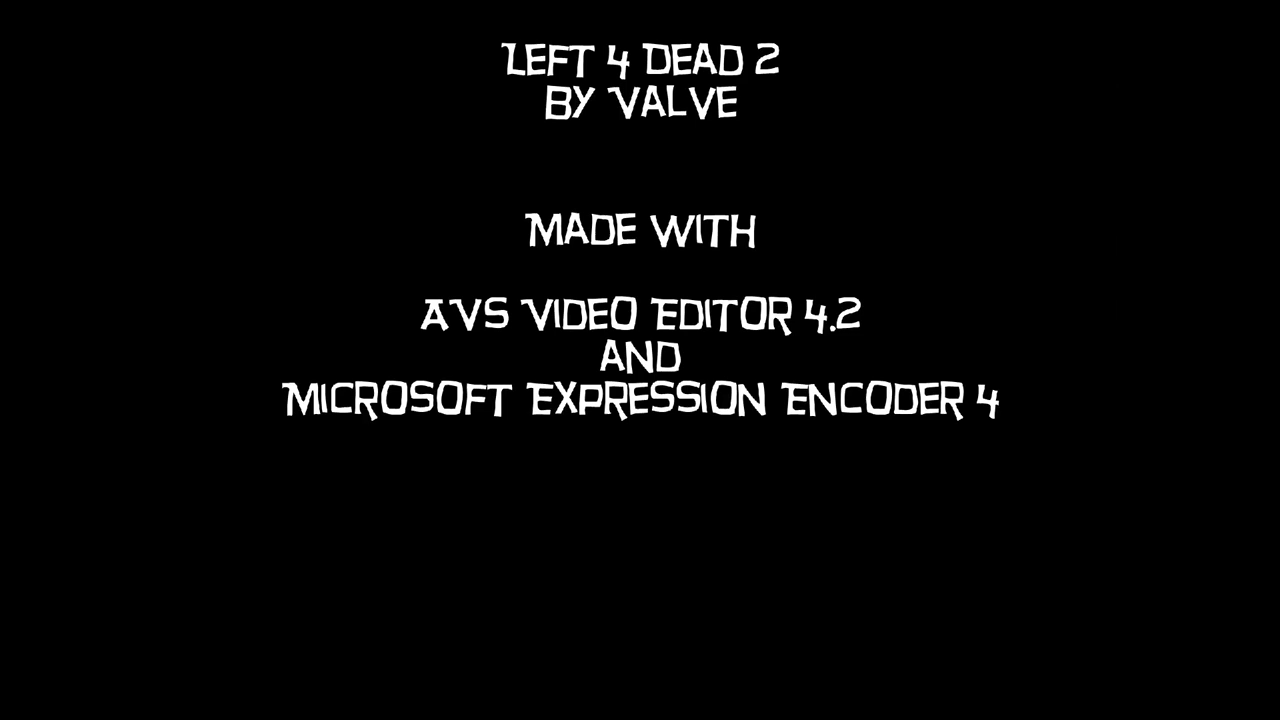 LEFT 4 DEAD 2
BY VALVE
MADE WITH
AVS VIDEO EDITOR 4.2
AND
MICROSOFT EXPRESSION ENCODER 4